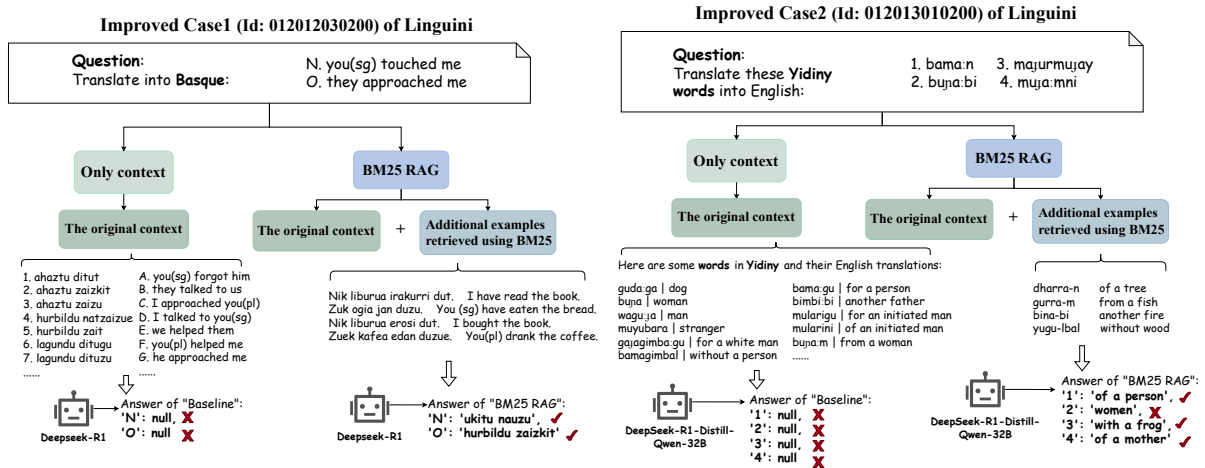 Improved Case1 (Id: 012012030200) of Linguini
Question:
Translate into Basque:
N. you(sg) touched me
O. they approached me
Only context
BM25 RAG
The original context
The original context
+
Additional examples
retrieved using BM25
1. ahaztu ditut
2. ahaztu zaizkit
3. ahaztu zaizu
4. hurbildu natzaizue
5. hurbildu zait
6. lagundu ditugu
7. lagundu dituzu
......
A. you(sg) forgot him
B. they talked to us
C. I approached you(pl)
D. I talked to you(sg)
E. we helped them
F. you(pl) helped me
G. he approached me
......
Nik liburua irakurri dut. I have read the book.
Zuk ogia jan duzu. You (sg) have eaten the bread.
Nik liburua erosi dut. I bought the book.
Zuek kafea edan duzue. You(pl) drank the coffee.
Deepseek-R1
Answer of "Baseline":
'N': null, X
'O': null X
Deepseek-R1
Answer of "BM25 RAG":
'N': 'ukitu nauzu', ✓
'O': 'hurbildu zaizkit' ✓
Improved Case2 (Id: 012013010200) of Linguini
Question:
Translate these Yidiny
words into English:
1. bama:n
2. buɲa:bi
3. maɟurmuɟay
4. muɟa:mni
Only context
BM25 RAG
The original context
The original context
+
Additional examples
retrieved using BM25
Here are some words in Yidiny and their English translations:
guda:ga | dog
buɲa | woman
wagu:ɟa | man
muyubara | stranger
gaɟagimba:gu | for a white man
bamagimbal | without a person
bama:gu | for a person
bimbi:bi | another father
mularigu | for an initiated man
mularini | of an initiated man
buɲa:m | from a woman
......
dharra-n of a tree
gurra-m from a fish
bina-bi another fire
yugu-lbal without wood
DeepSeek-R1-Distill-
Qwen-32B
Answer of "Baseline":
'1': null, X
'2': null, X
'3': null, X
'4': null X
DeepSeek-R1-Distill-
Qwen-32B
Answer of "BM25 RAG":
'1': 'of a person', ✓
'2': 'women', X
'3': 'with a frog', ✓
'4': 'of a mother' ✓